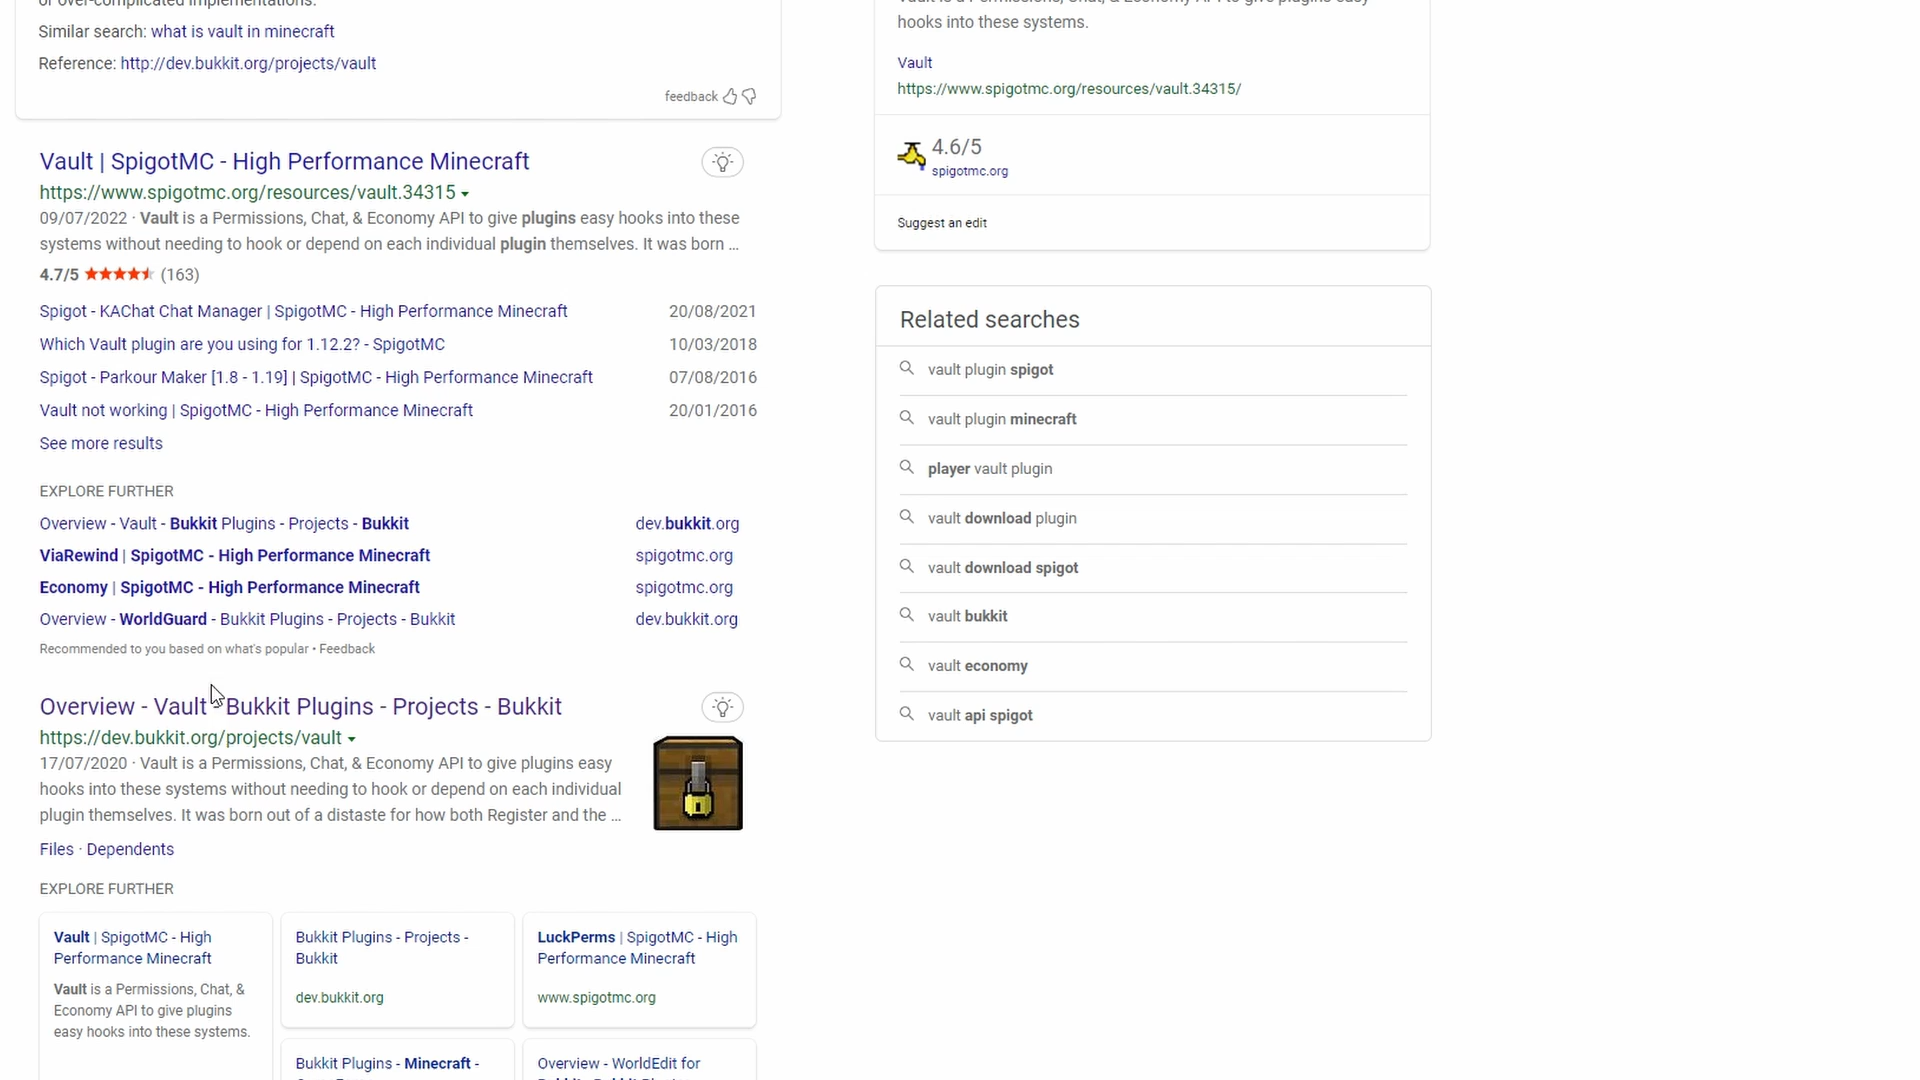 or over-complicated implementations.
Similar search: what is vault in minecraft
Reference: http://dev.bukkit.org/projects/vault
feedback
Vault | SpigotMC - High Performance Minecraft
https://www.spigotmc.org/resources/vault.34315
09/07/2022 · Vault is a Permissions, Chat, & Economy API to give plugins easy hooks into these
systems without needing to hook or depend on each individual plugin themselves. It was born ...
4.7/5 (163)
Spigot - KAChat Chat Manager | SpigotMC - High Performance Minecraft 20/08/2021
Which Vault plugin are you using for 1.12.2? - SpigotMC 10/03/2018
Spigot - Parkour Maker [1.8 - 1.19] | SpigotMC - High Performance Minecraft 07/08/2016
Vault not working | SpigotMC - High Performance Minecraft 20/01/2016
See more results
EXPLORE FURTHER
Overview - Vault - Bukkit Plugins - Projects - Bukkit dev.bukkit.org
ViaRewind | SpigotMC - High Performance Minecraft spigotmc.org
Economy | SpigotMC - High Performance Minecraft spigotmc.org
Overview - WorldGuard - Bukkit Plugins - Projects - Bukkit dev.bukkit.org
Recommended to you based on what's popular • Feedback
Overview - Vault - Bukkit Plugins - Projects - Bukkit
https://dev.bukkit.org/projects/vault
17/07/2020 · Vault is a Permissions, Chat, & Economy API to give plugins easy
hooks into these systems without needing to hook or depend on each individual
plugin themselves. It was born out of a distaste for how both Register and the ...
Files · Dependents
EXPLORE FURTHER
Vault | SpigotMC - High
Performance Minecraft
Vault is a Permissions, Chat, &
Economy API to give plugins
easy hooks into these systems.
Bukkit Plugins - Projects -
Bukkit
dev.bukkit.org
LuckPerms | SpigotMC - High
Performance Minecraft
www.spigotmc.org
Bukkit Plugins - Minecraft -
Overview - WorldEdit for
Vault is a Permissions, Chat, & Economy API to give plugins easy
hooks into these systems.
Vault
https://www.spigotmc.org/resources/vault.34315/
4.6/5
spigotmc.org
Suggest an edit
Related searches
vault plugin spigot
vault plugin minecraft
player vault plugin
vault download plugin
vault download spigot
vault bukkit
vault economy
vault api spigot